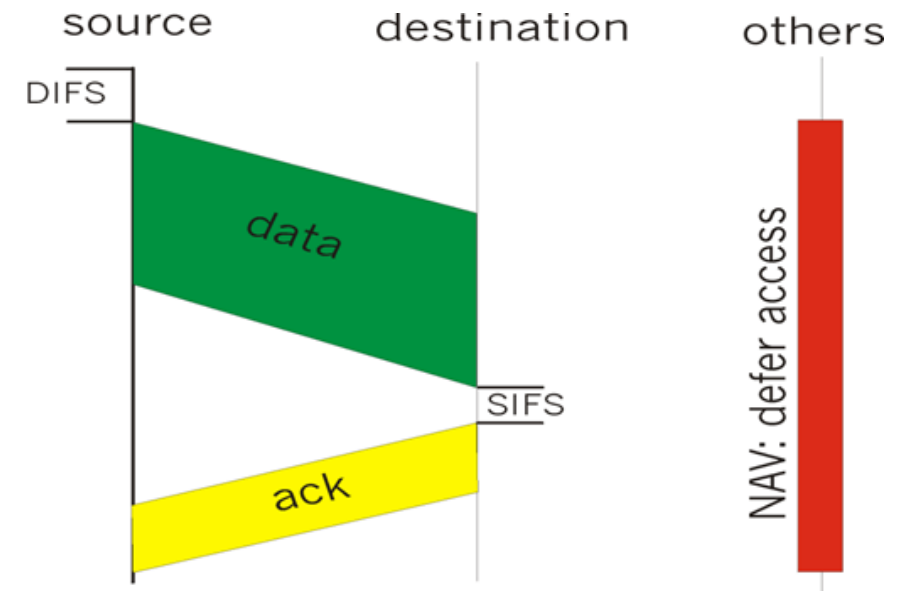 source
destination
others
DIFS
data
SIFS
ack
NAV: defer access